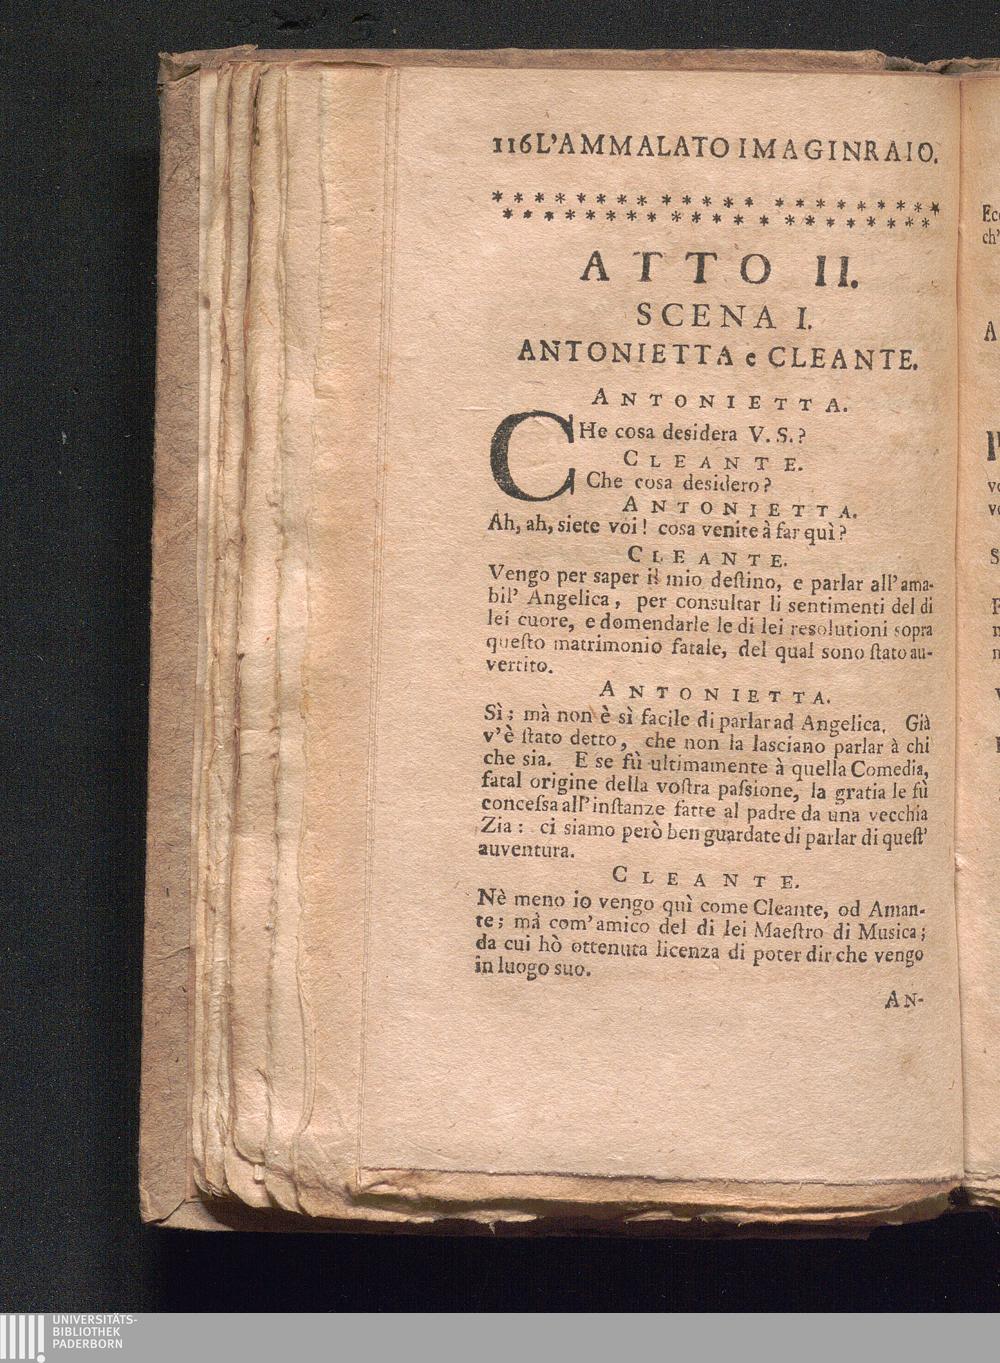 116L'AMMALATO IMAGINRAIO.
* * * * * * * * * * * * * * * * * * * * *
* * * * * * * * * * * * * * * * * * * *
ATTO II.
SCENA I.
ANTONIETTA e CLEANTE.
ANTONIETTA.
CHe cosa desidera V. S.?
CLEANTE.
Che cosa desidero?
ANTONIETTA.
Ah, ah, siete voi! cosa venite à far quì?
CLEANTE.
Vengo per saper il mio deſtino, e parlar all' ama-
bil' Angelica, per consultar li sentimenti del di
lei cuore, e domendarle le di lei resolutioni sopra
queſto matrimonio fatale, del qual sono ſtato au-
vertito.
ANTONIETTA.
Sì; mà non è sì facile di parlar ad Angelica. Già
v'è ſtato detto, che non la lasciano parlar à chi
che sia. E se fù ultimamente à quella Comedia,
fatal origine della voſtra paſsione, la gratia le fù
conceſsa all' inſtanze fatte al padre da una vecchia
Zia: ci siamo però ben guardate di parlar di queſt'
auventura.
CLEANTE.
Nè meno io vengo quì come Cleante, od Aman-
te; mà com' amico del di lei Maeſtro di Musica;
da cui hò ottenuta licenza di poter dir che vengo
in luogo suo.
AN-
Ec
ch'
A
vo
vo
S
UNIVERSITÄTS-
BIBLIOTHEK
PADERBORN